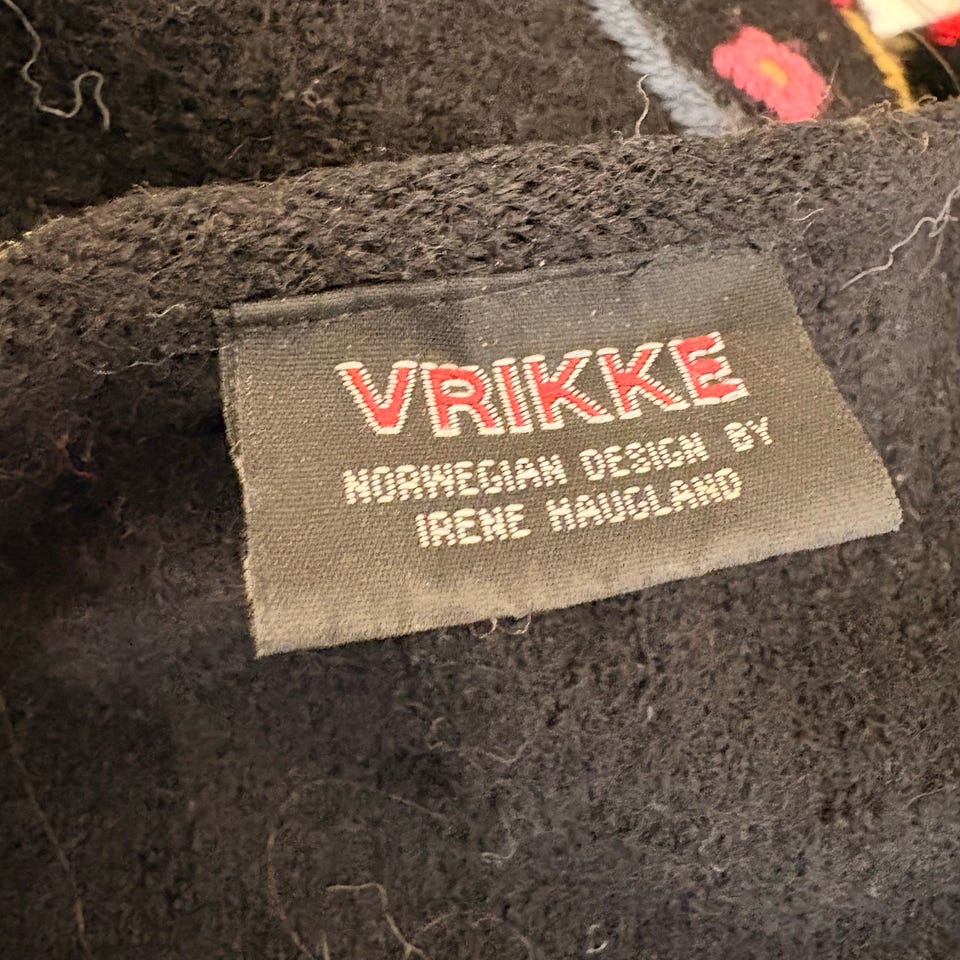 VRIKKE
NORWEGIAN DESIGN BY
IRENE HAUGLAND